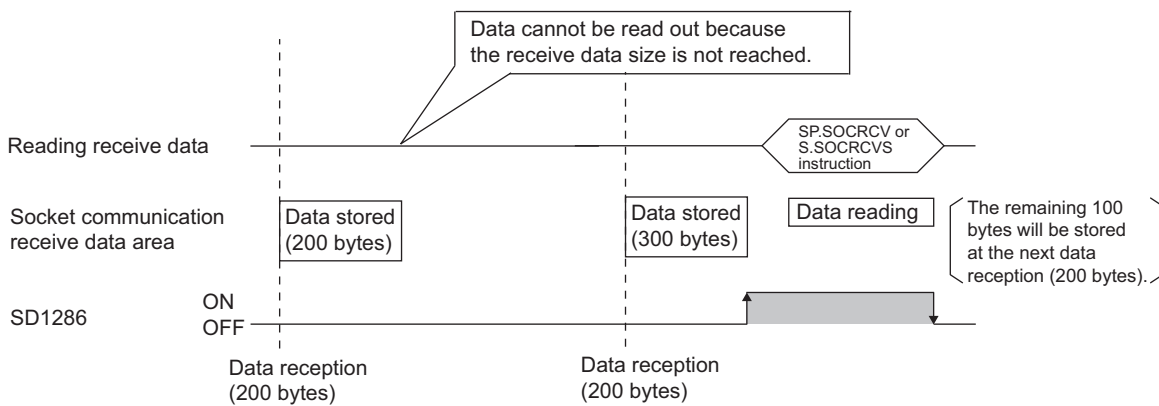 Data cannot be read out because
the receive data size is not reached.
Reading receive data
SP.SOCRCV or
S.SOCRCVS
instruction
Socket communication
receive data area
Data stored
(200 bytes)
Data stored
(300 bytes)
Data reading
The remaining 100
bytes will be stored
at the next data
reception (200 bytes).
SD1286
ON
OFF
Data reception
(200 bytes)
Data reception
(200 bytes)